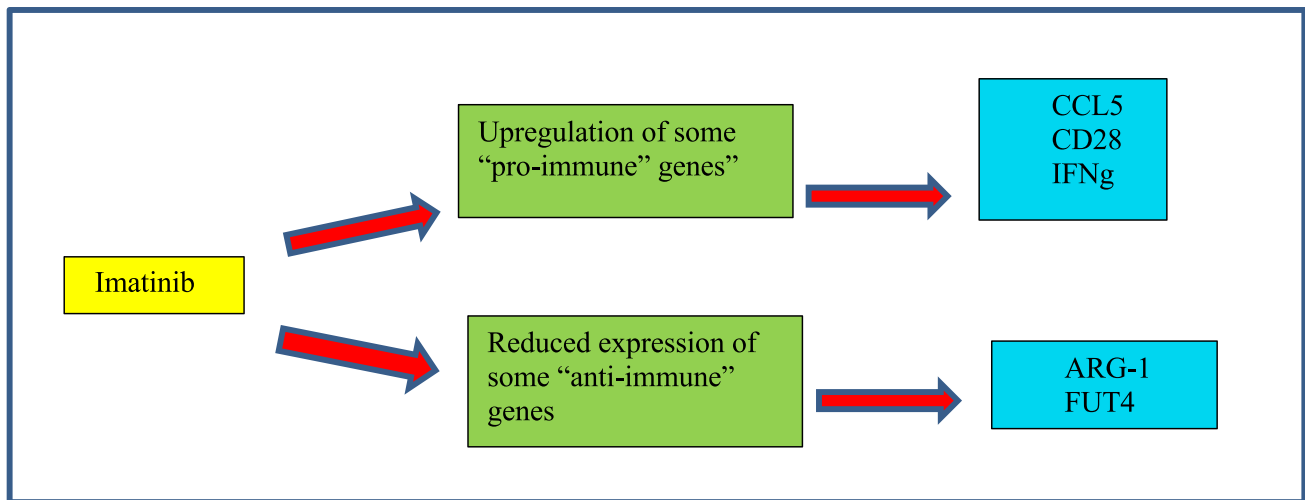 Imatinib
Upregulation of some
“pro-immune” genes”
CCL5
CD28
IFNg
Reduced expression of
some “anti-immune”
genes
ARG-1
FUT4